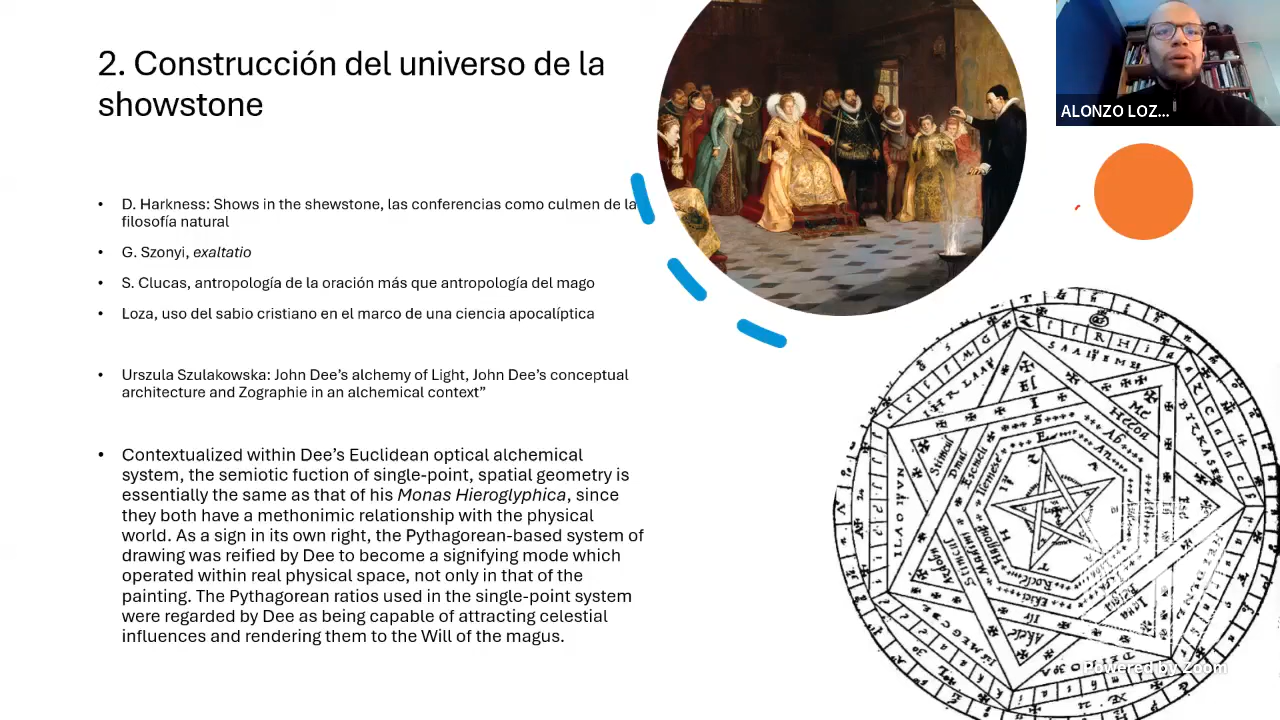 2. Construcción del universo de la
showstone
• D. Harkness: Shows in the shewstone, las conferencias como culmen de la
filosofía natural
• G. Szonyi, exaltatio
• S. Clucas, antropología de la oración más que antropología del mago
• Loza, uso del sabio cristiano en el marco de una ciencia apocalíptica
• Urszula Szulakowska: John Dee’s alchemy of Light, John Dee’s conceptual
architecture and Zographie in an alchemical context”
• Contextualized within Dee’s Euclidean optical alchemical
system, the semiotic fuction of single-point, spatial geometry is
essentially the same as that of his Monas Hieroglyphica, since
they both have a methonimic relationship with the physical
world. As a sign in its own right, the Pythagorean-based system of
drawing was reified by Dee to become a signifying mode which
operated within real physical space, not only in that of the
painting. The Pythagorean ratios used in the single-point system
were regarded by Dee as being capable of attracting celestial
influences and rendering them to the Will of the magus.
ALONZO LOZ...
Powered by Zoom